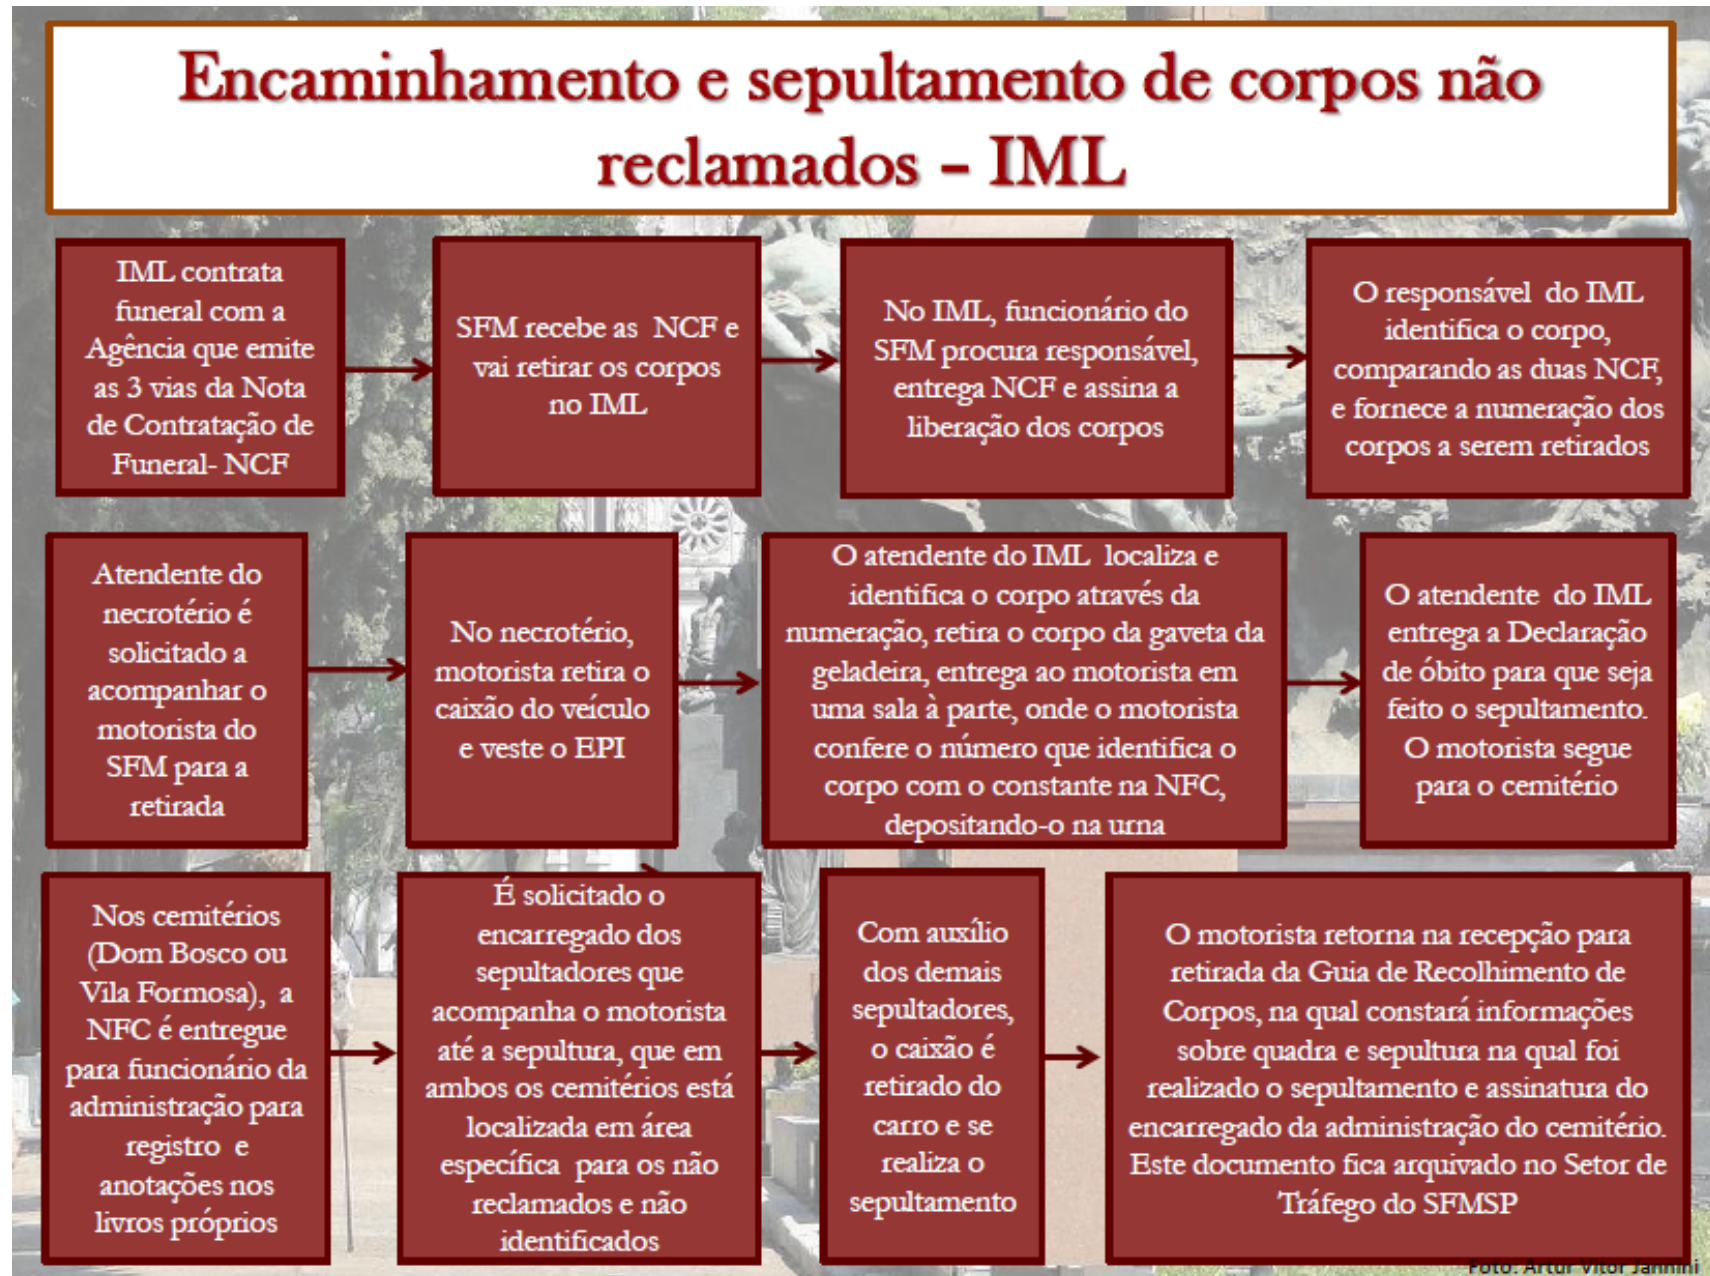 Encaminhamento e sepultamento de corpos não
reclamados – IML
IML contrata
funeral com a
Agência que emite
as 3 vias da Nota
de Contratação de
Funeral- NCF
SFM recebe as NCF e
vai retirar os corpos
no IML
No IML, funcionário do
SFM procura responsável,
entrega NCF e assina a
liberação dos corpos
O responsável do IML
identifica o corpo,
comparando as duas NCF,
e fornece a numeração dos
corpos a serem retirados
Atendente do
necrotério é
solicitado a
acompanhar o
motorista do
SFM para a
retirada
No necrotério,
motorista retira o
caixão do veículo
e veste o EPI
O atendente do IML localiza e
identifica o corpo através da
numeração, retira o corpo da gaveta da
geladeira, entrega ao motorista em
uma sala à parte, onde o motorista
confere o número que identifica o
corpo com o constante na NFC,
depositando-o na urna
O atendente do IML
entrega a Declaração
de óbito para que seja
feito o sepultamento.
O motorista segue
para o cemitério
Nos cemitérios
(Dom Bosco ou
Vila Formosa), a
NFC é entregue
para funcionário da
administração para
registro e
anotações nos
livros próprios
É solicitado o
encarregado dos
sepultadores que
acompanha o motorista
até a sepultura, que em
ambos os cemitérios está
localizada em área
específica para os não
reclamados e não
identificados
Com auxílio
dos demais
sepultadores,
o caixão é
retirado do
carro e se
realiza o
sepultamento
O motorista retorna na recepção para
retirada da Guia de Recolhimento de
Corpos, na qual constará informações
sobre quadra e sepultura na qual foi
realizado o sepultamento e assinatura do
encarregado da administração do cemitério.
Este documento fica arquivado no Setor de
Tráfego do SFMSP
Foto: Artur Vitor Jannini